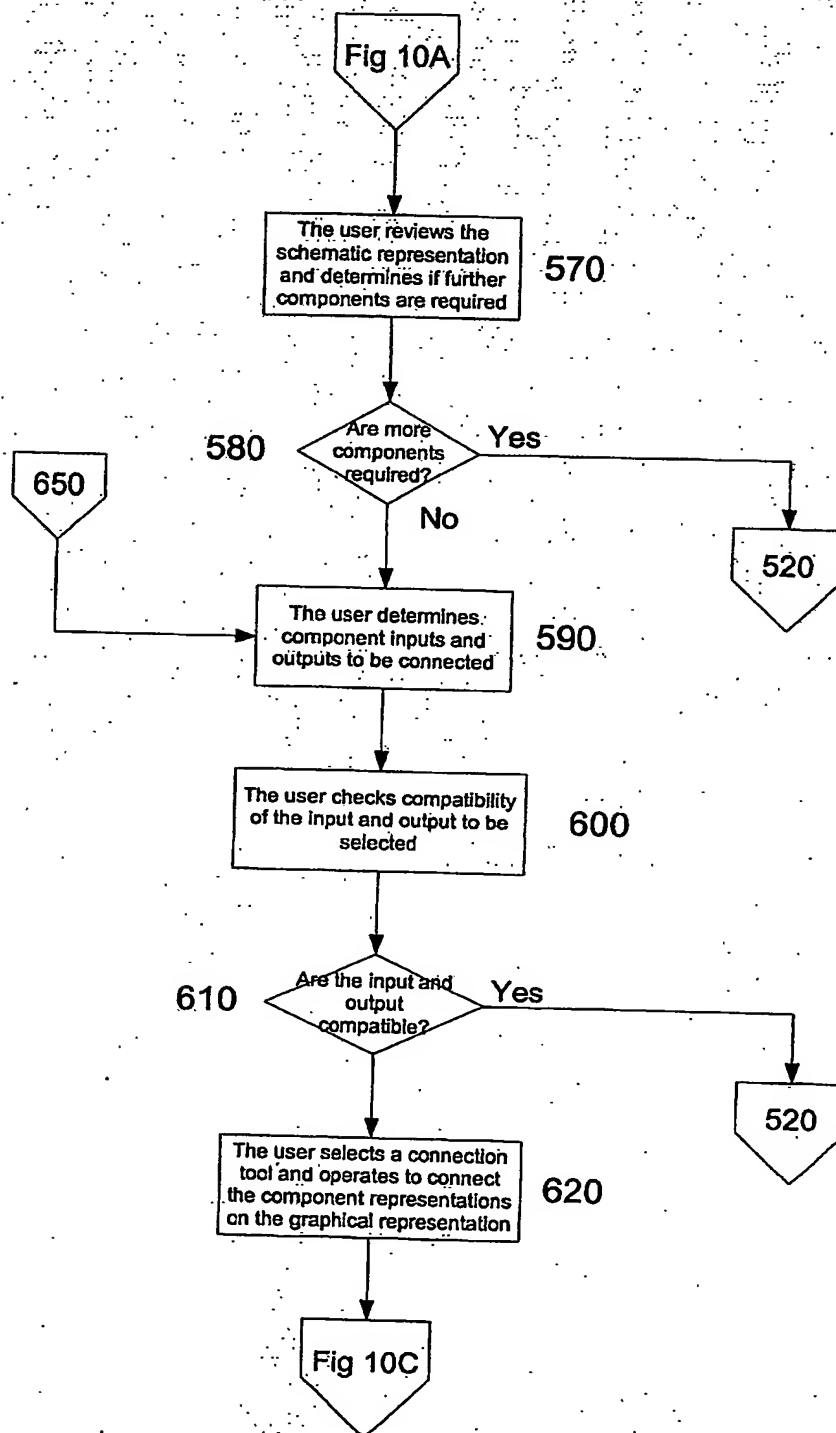 Fig 10A
The user reviews the
schematic representation
and determines if further
components are required
570
580
Are more
components
required?
Yes
650
No
520
The user determines
component inputs and
outputs to be connected
590
The user checks compatibility
of the input and output to be
selected
600
610
Are the input and
output
compatible?
Yes
520
The user selects a connection
tool and operates to connect
the component representations
on the graphical representation
620
Fig 10C